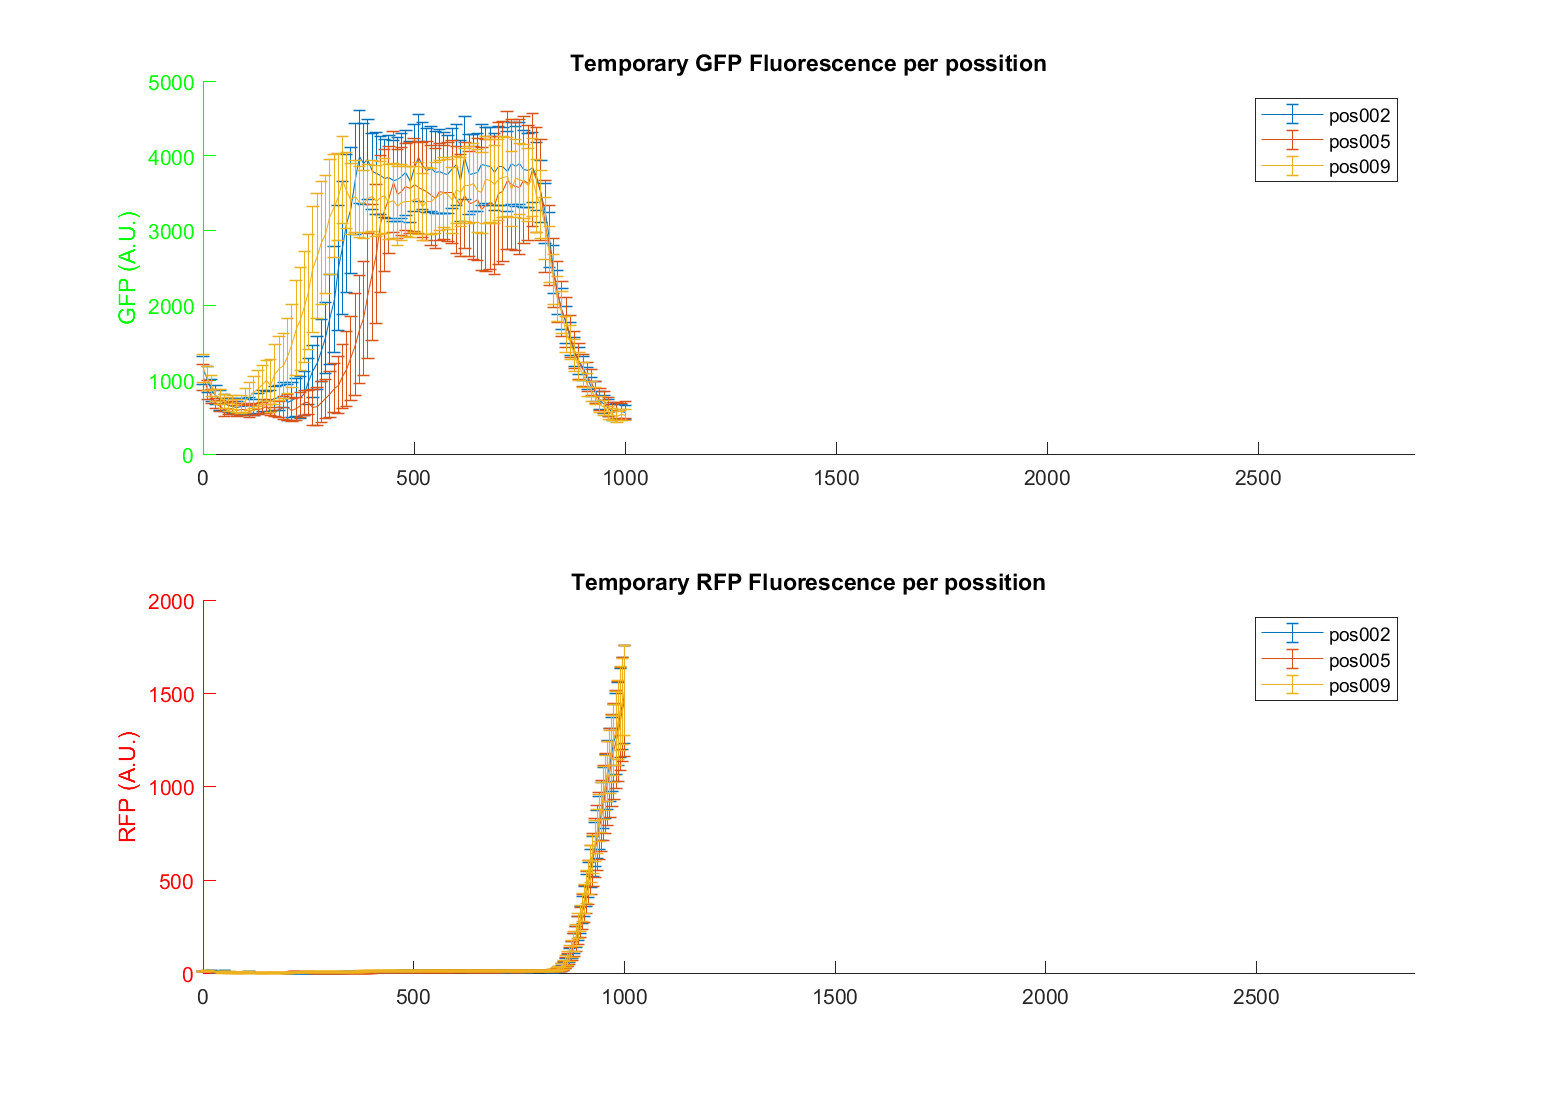 Temporary GFP Fluorescence per possition
5000
4000
3000
2000
1000
0
GFP (A.U.)
0 500 1000 1500 2000 2500
pos002
pos005
pos009
Temporary RFP Fluorescence per possition
2000
1500
1000
500
0
RFP (A.U.)
0 500 1000 1500 2000 2500
pos002
pos005
pos009